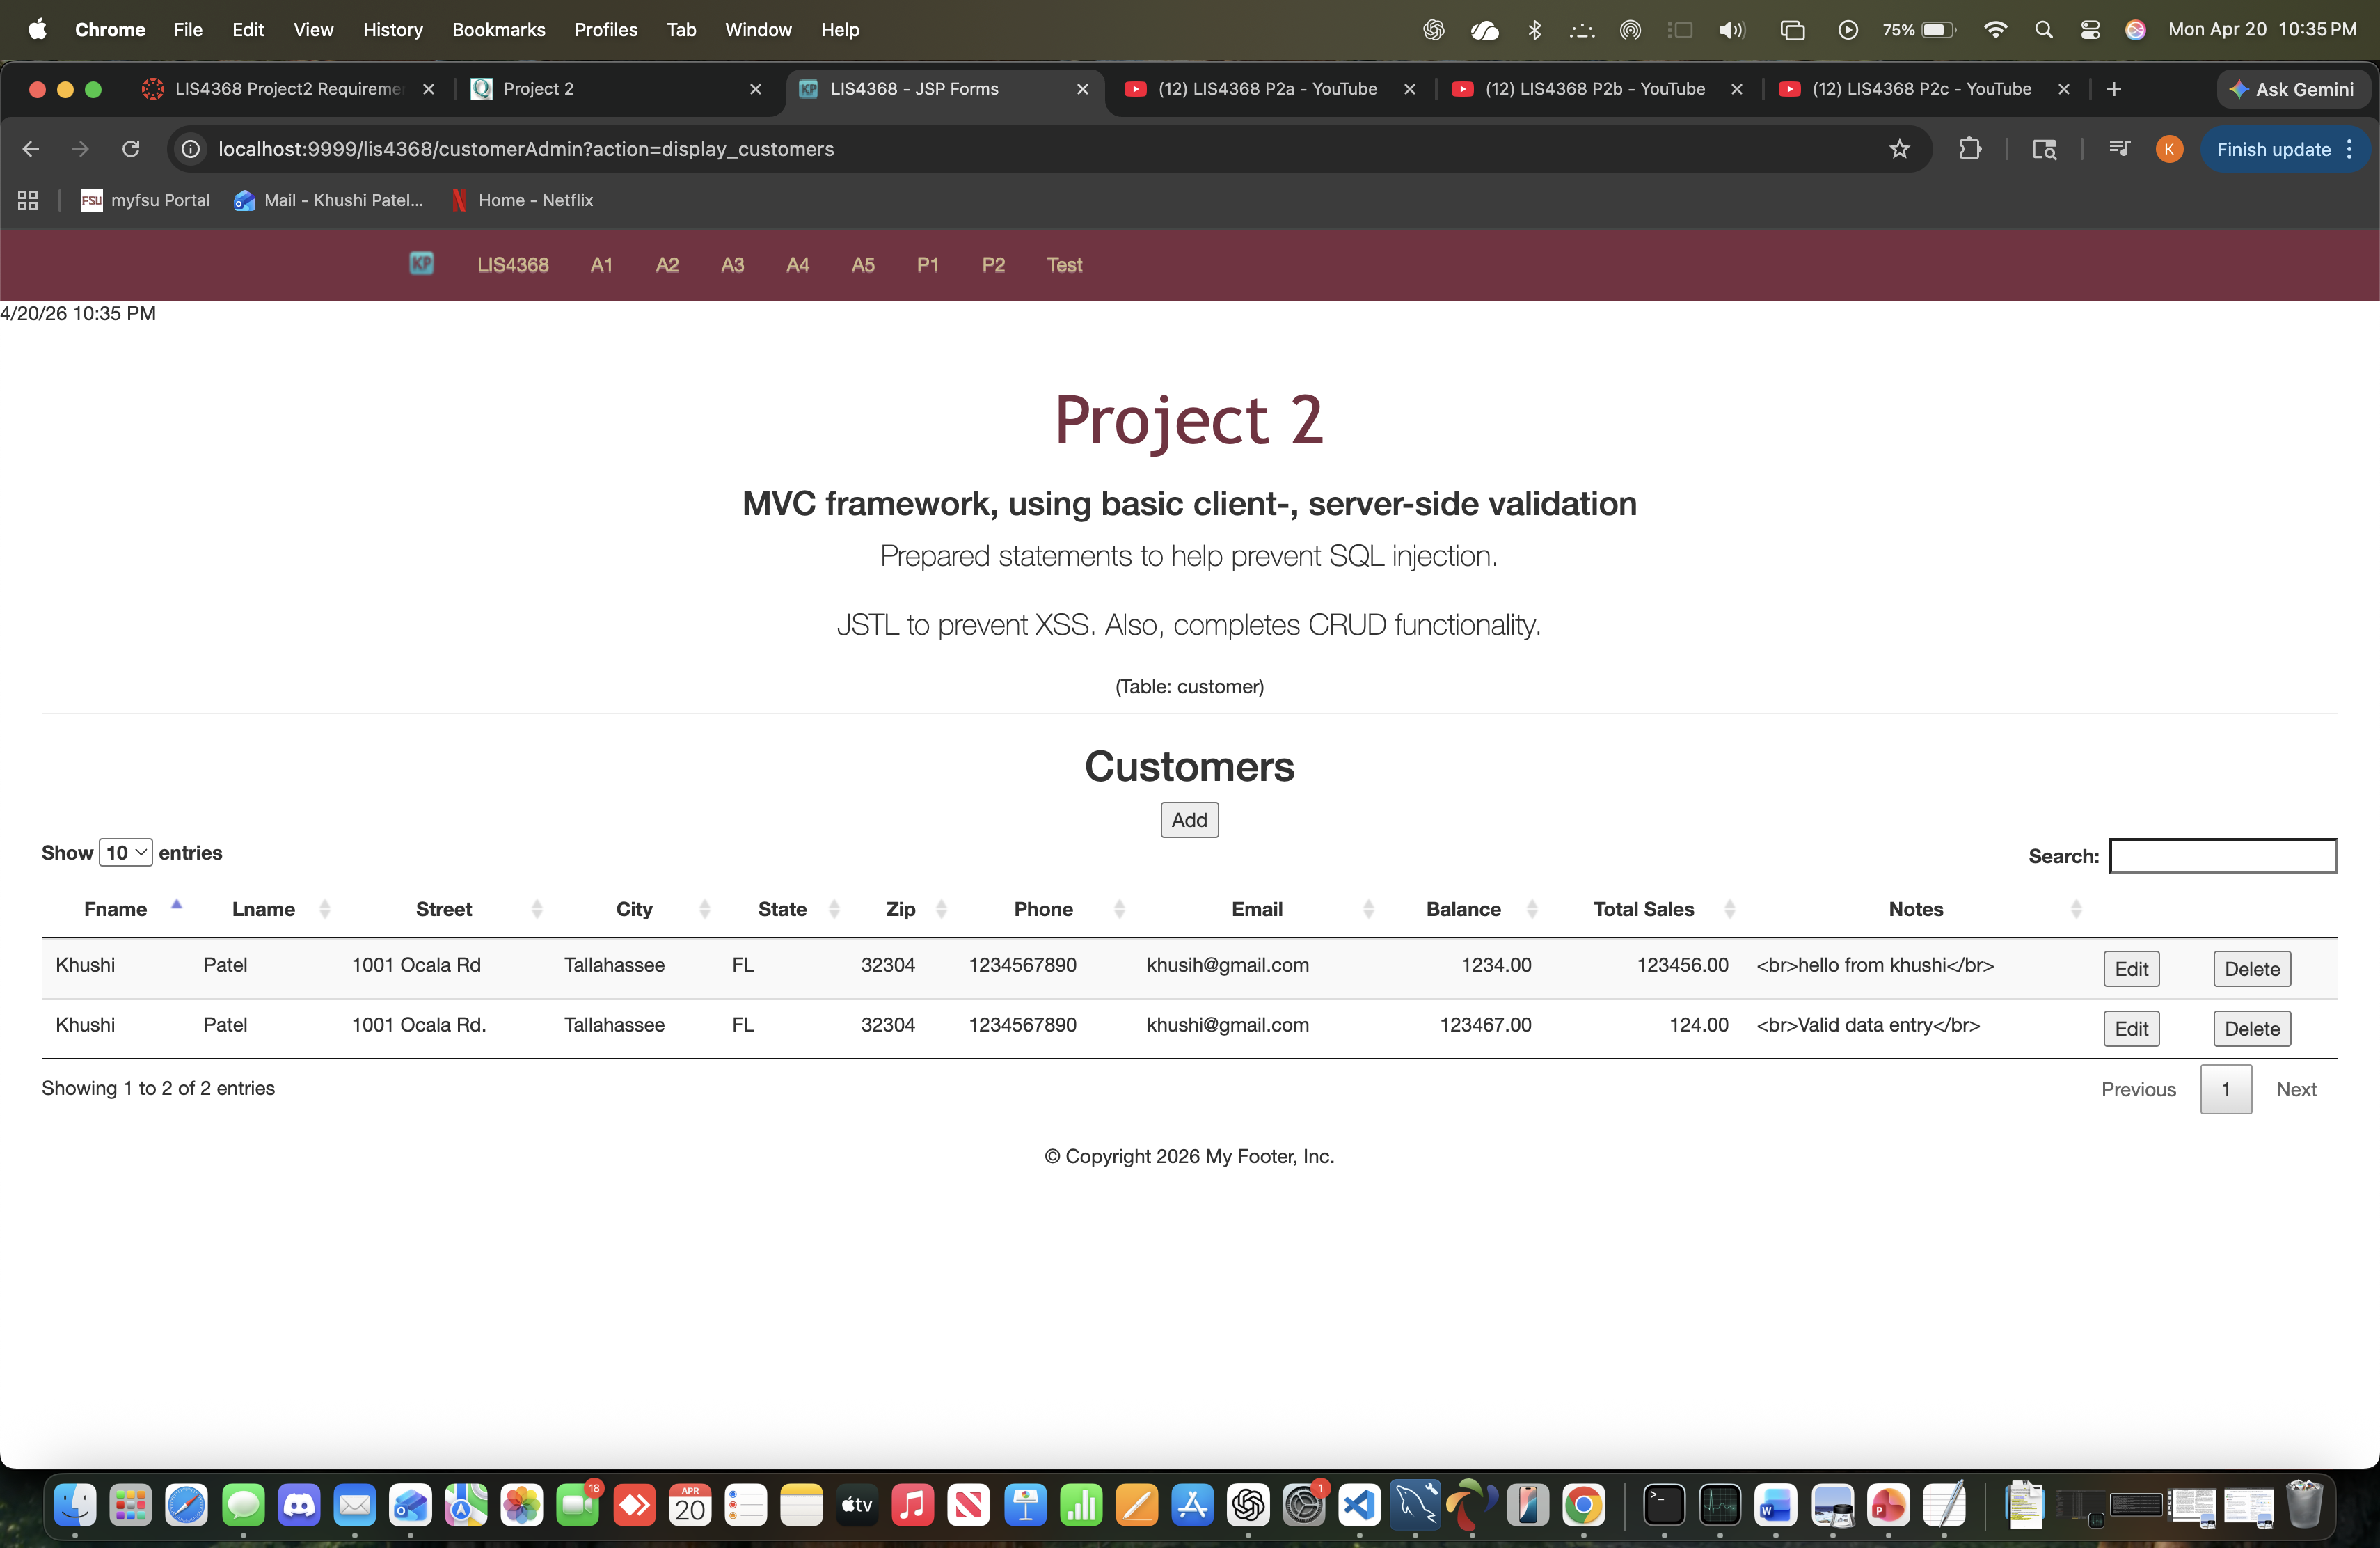 Chrome File Edit View History Bookmarks Profiles Tab Window Help 75% Mon Apr 20 10:35 PM
LIS4368 Project2 Requireme Project 2 KP LIS4368 - JSP Forms (12) LIS4368 P2a - YouTube (12) LIS4368 P2b - YouTube (12) LIS4368 P2c - YouTube Ask Gemini
localhost:9999/lis4368/customerAdmin?action=display_customers K Finish update
FSU myfsu Portal Mail - Khushi Patel... Home - Netflix
KP LIS4368 A1 A2 A3 A4 A5 P1 P2 Test
4/20/26 10:35 PM
Project 2
MVC framework, using basic client-, server-side validation
Prepared statements to help prevent SQL injection.
JSTL to prevent XSS. Also, completes CRUD functionality.
(Table: customer)
Customers
Add
Show 10 entries Search:
Fname Lname Street City State Zip Phone Email Balance Total Sales Notes
Khushi Patel 1001 Ocala Rd Tallahassee FL 32304 1234567890 khusih@gmail.com 1234.00 123456.00 <br>hello from khushi</br> Edit Delete
Khushi Patel 1001 Ocala Rd. Tallahassee FL 32304 1234567890 khushi@gmail.com 123467.00 124.00 <br>Valid data entry</br> Edit Delete
Showing 1 to 2 of 2 entries Previous 1 Next
© Copyright 2026 My Footer, Inc.
18 APR 20 tv 1 W P